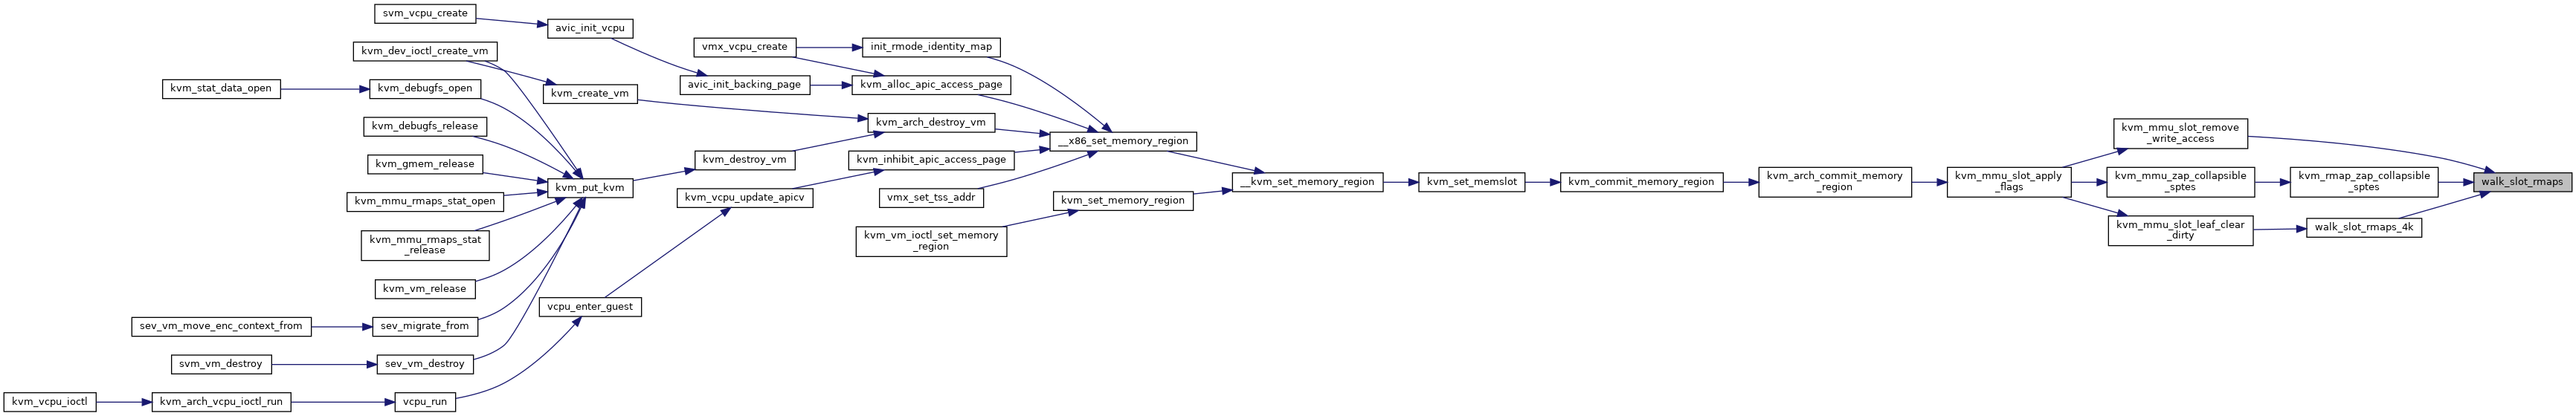 svm_vcpu_create
avic_init_vcpu
kvm_dev_ioctl_create_vm
vmx_vcpu_create
init_rmode_identity_map
kvm_stat_data_open
kvm_debugfs_open
kvm_create_vm
avic_init_backing_page
kvm_alloc_apic_access_page
kvm_debugfs_release
kvm_arch_destroy_vm
kvm_mmu_slot_remove
_write_access
__x86_set_memory_region
kvm_gmem_release
kvm_destroy_vm
kvm_inhibit_apic_access_page
kvm_put_kvm
kvm_mmu_rmaps_stat_open
kvm_vcpu_update_apicv
vmx_set_tss_addr
kvm_set_memory_region
__kvm_set_memory_region
kvm_set_memslot
kvm_commit_memory_region
kvm_arch_commit_memory
_region
kvm_mmu_slot_apply
_flags
kvm_mmu_zap_collapsible
_sptes
kvm_rmap_zap_collapsible
_sptes
walk_slot_rmaps
kvm_mmu_rmaps_stat
_release
kvm_vm_ioctl_set_memory
_region
kvm_mmu_slot_leaf_clear
_dirty
walk_slot_rmaps_4k
kvm_vm_release
vcpu_enter_guest
sev_vm_move_enc_context_from
sev_migrate_from
svm_vm_destroy
sev_vm_destroy
kvm_vcpu_ioctl
kvm_arch_vcpu_ioctl_run
vcpu_run